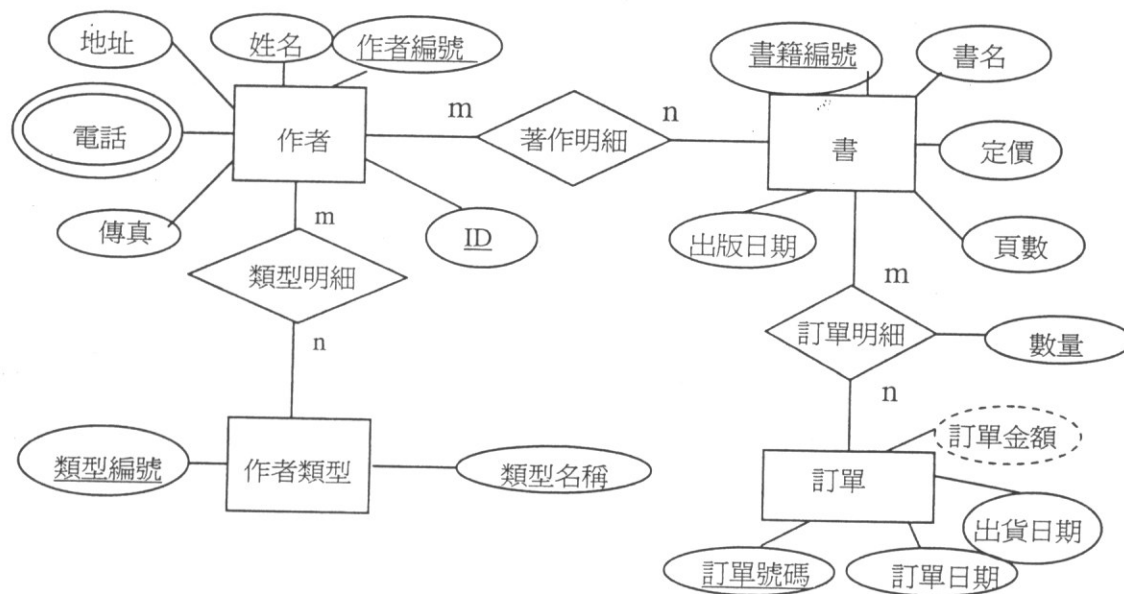 地址
姓名
作者編號
書籍編號
書名
電話
作者
m
著作明細
n
書
定價
傳真
m
ID
出版日期
頁數
類型明細
m
n
訂單明細
數量
n
類型編號
作者類型
類型名稱
訂單金額
訂單
出貨日期
訂單號碼
訂單日期